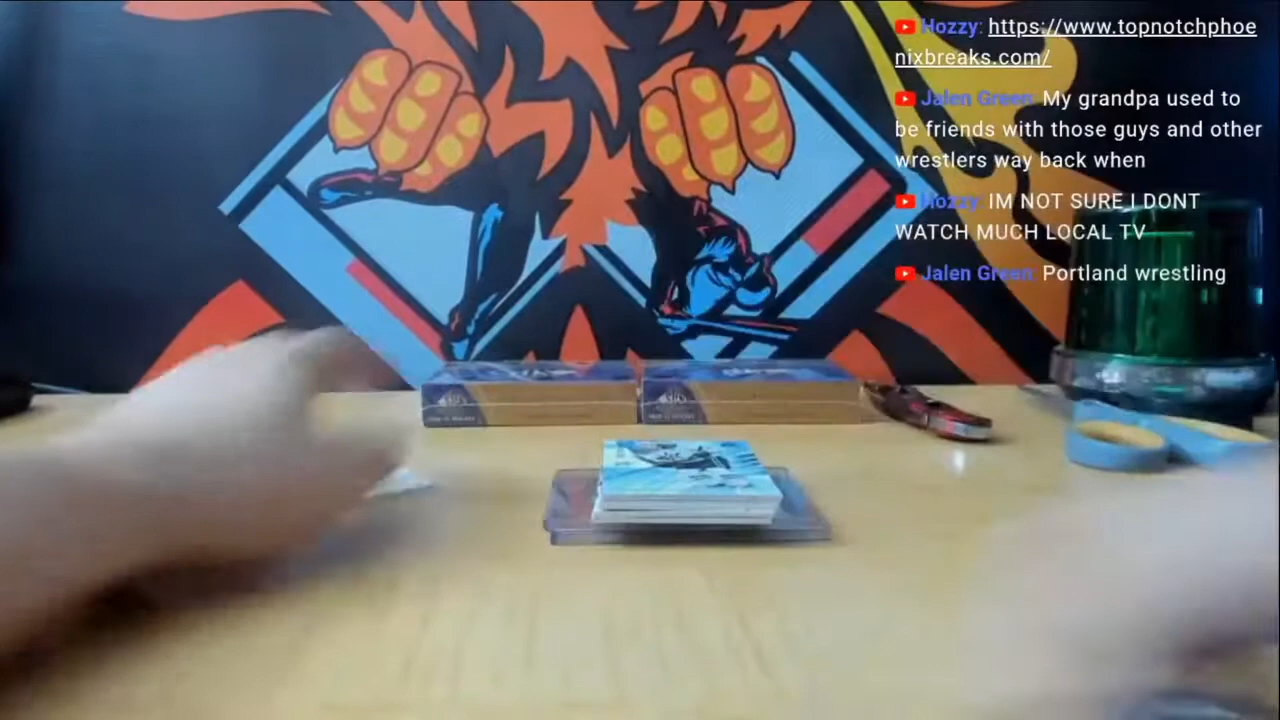 Hozzy: https://www.topnotchphoe
nixbreaks.com/
Jalen Green: My grandpa used to
be friends with those guys and other
wrestlers way back when
Hozzy: IM NOT SURE I DONT
WATCH MUCH LOCAL TV
Jalen Green: Portland wrestling